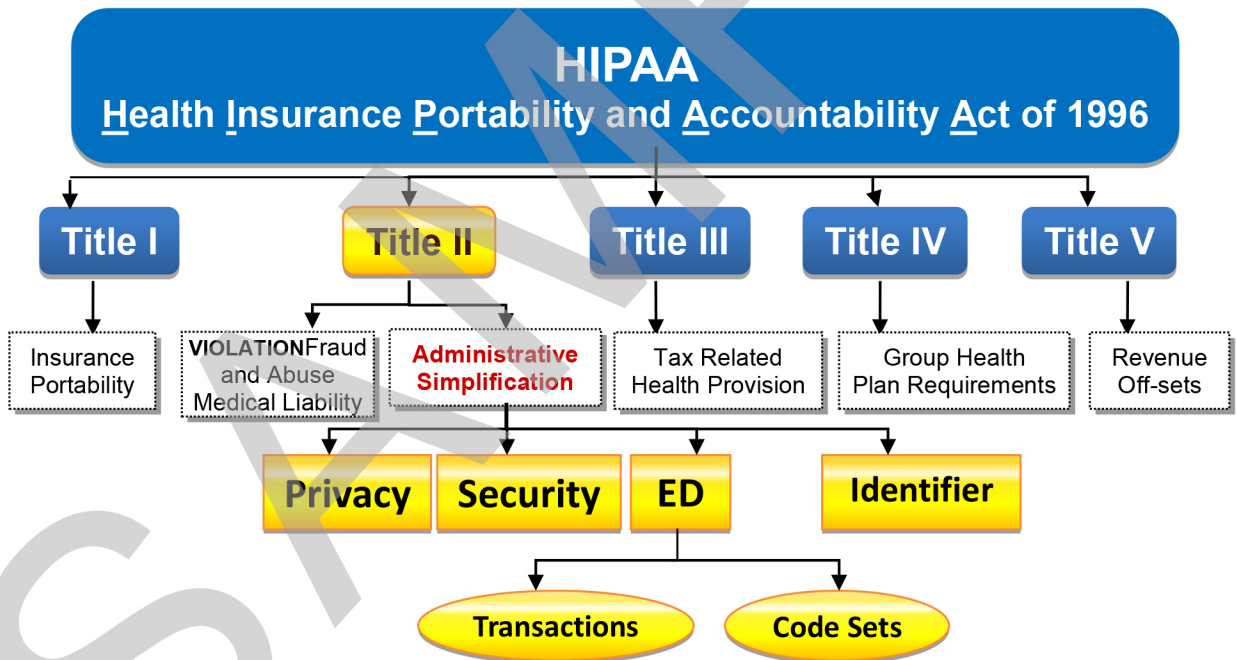 HIPAA
Health Insurance Portability and Accountability Act of 1996
Title I
Title II
Title III
Title IV
Title V
Insurance
Portability
VIOLATIONFraud
and Abuse
Medical Liability
Administrative
Simplification
Tax Related
Health Provision
Group Health
Plan Requirements
Revenue
Off-sets
Privacy
Security
ED
Identifier
Transactions
Code Sets
SAMP